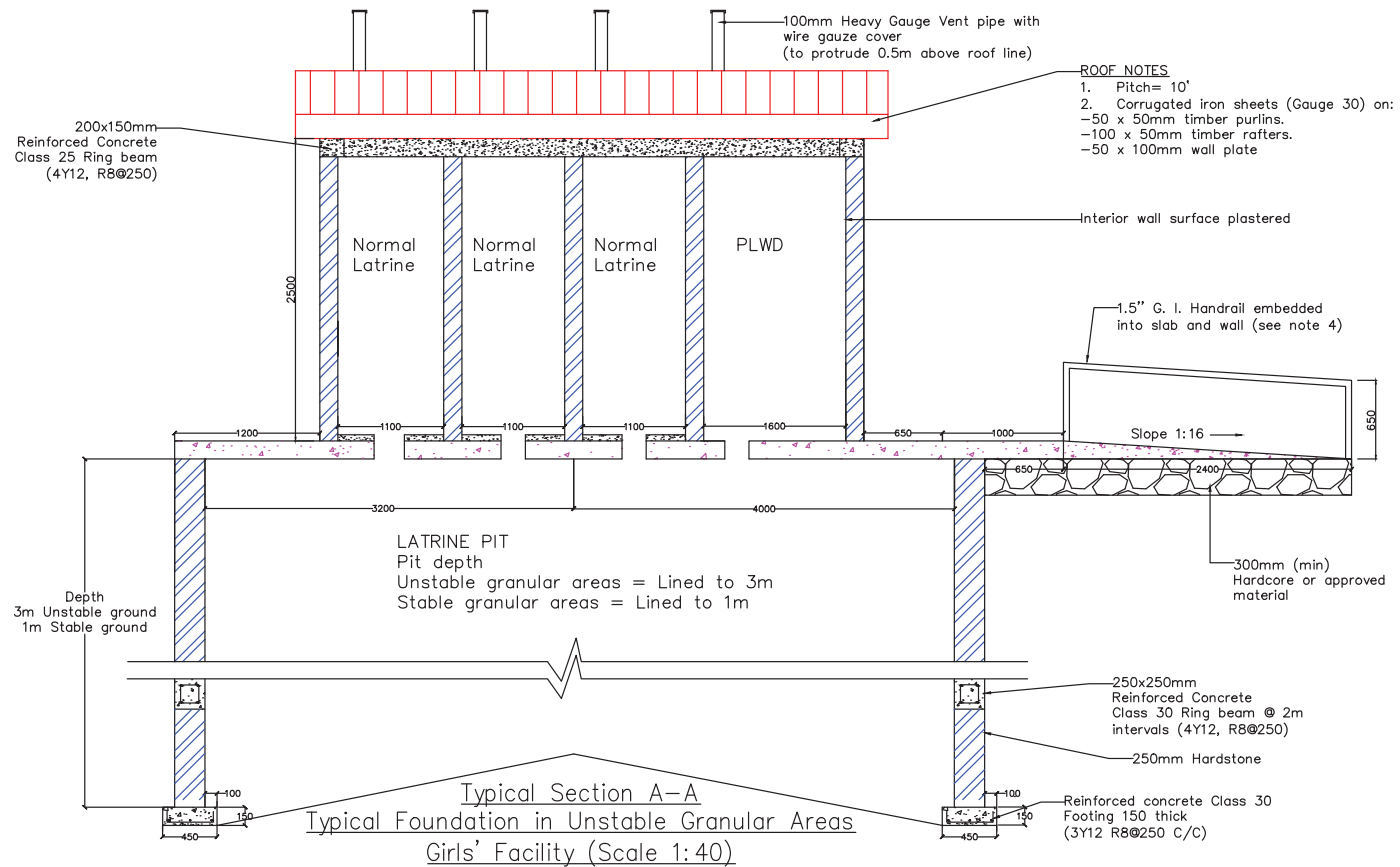 100mm Heavy Gauge Vent pipe with
wire gauze cover
(to protrude 0.5m above roof line)
ROOF NOTES
1. Pitch= 10'
2. Corrugated iron sheets (Gauge 30) on:
-50 x 50mm timber purlins.
-100 x 50mm timber rafters.
-50 x 100mm wall plate
200x150mm
Reinforced Concrete
Class 25 Ring beam
(4Y12, R8@250)
Interior wall surface plastered
Normal
Latrine
Normal
Latrine
Normal
Latrine
PLWD
2500
1.5" G. I. Handrail embedded
into slab and wall (see note 4)
650
1200
1100
1100
1100
1600
650
1000
Slope 1:16
650
2400
3200
4000
LATRINE PIT
Pit depth
Unstable granular areas = Lined to 3m
Stable granular areas = Lined to 1m
300mm (min)
Hardcore or approved
material
Depth
3m Unstable ground
1m Stable ground
250x250mm
Reinforced Concrete
Class 30 Ring beam @ 2m
intervals (4Y12, R8@250)
250mm Hardstone
100
150
450
100
150
450
Reinforced concrete Class 30
Footing 150 thick
(3Y12 R8@250 C/C)
Typical Section A-A
Typical Foundation in Unstable Granular Areas
Girls' Facility (Scale 1:40)